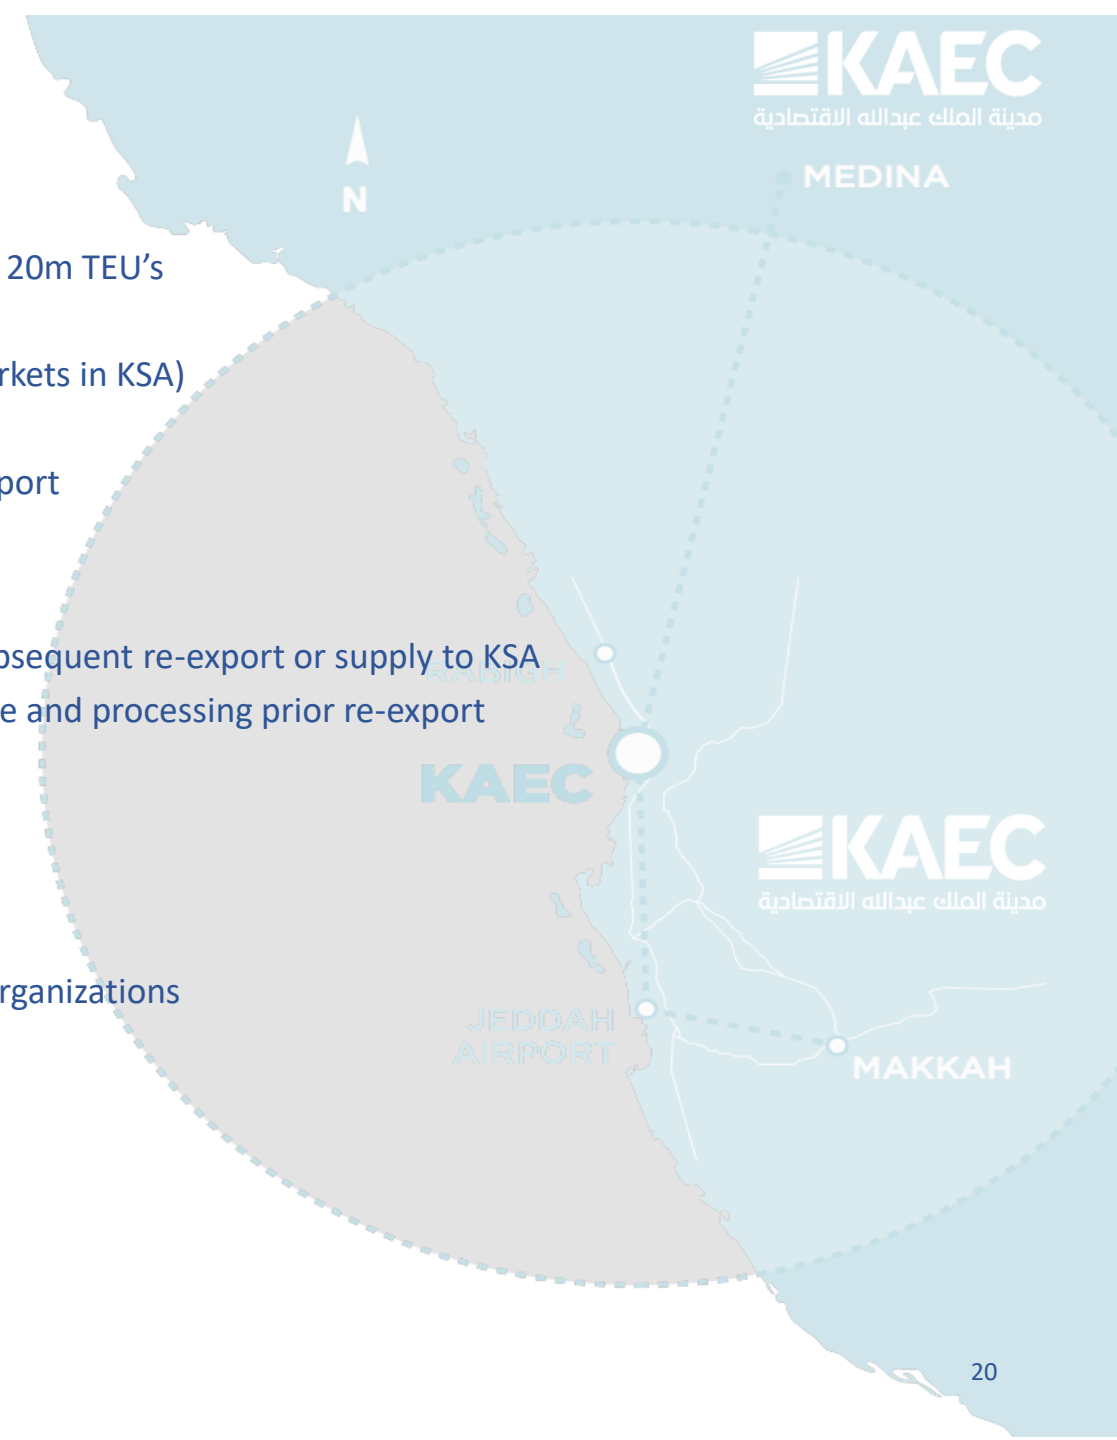 KAEC
مدينة الملك عبدالله الاقتصادية
MEDINA
N
20m TEU's
rkets in KSA)
port
bsequent re-export or supply to KSA
RABIGH
e and processing prior re-export
KAEC
KAEC
مدينة الملك عبدالله الاقتصادية
rganizations
JEDDAH
AIRPORT
MAKKAH
20